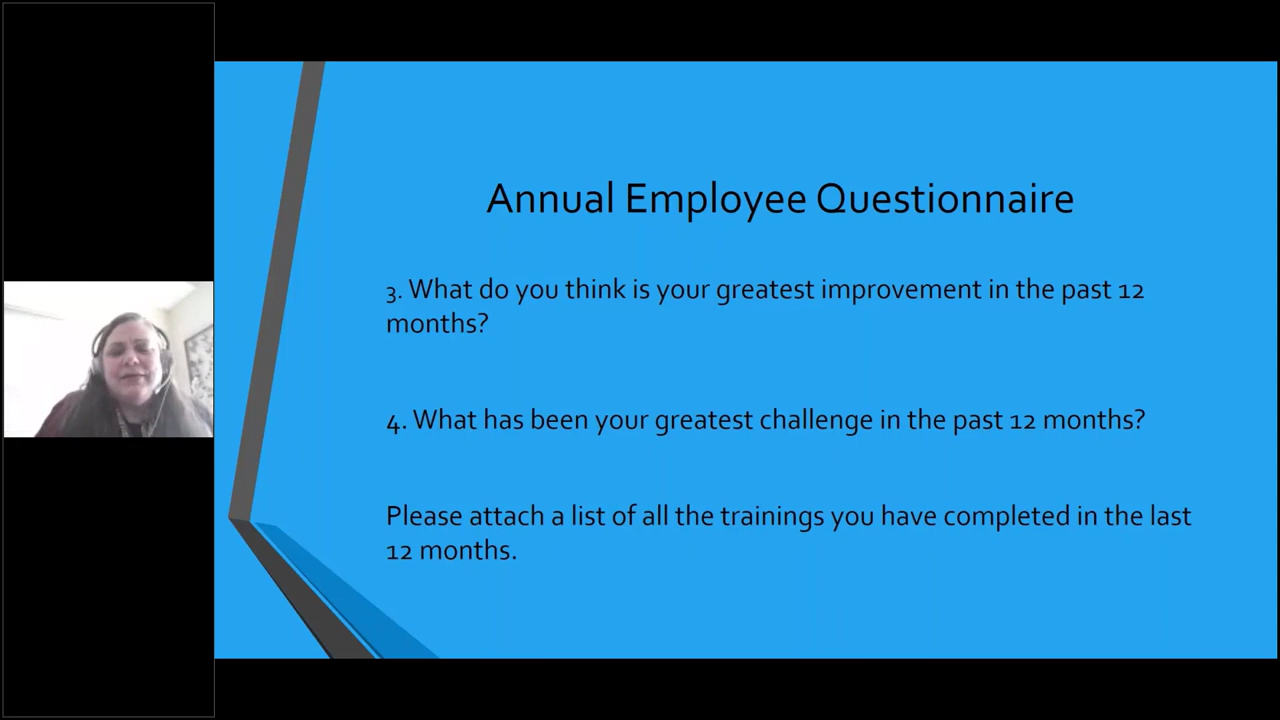 Annual Employee Questionnaire
3. What do you think is your greatest improvement in the past 12
months?
4. What has been your greatest challenge in the past 12 months?
Please attach a list of all the trainings you have completed in the last
12 months.